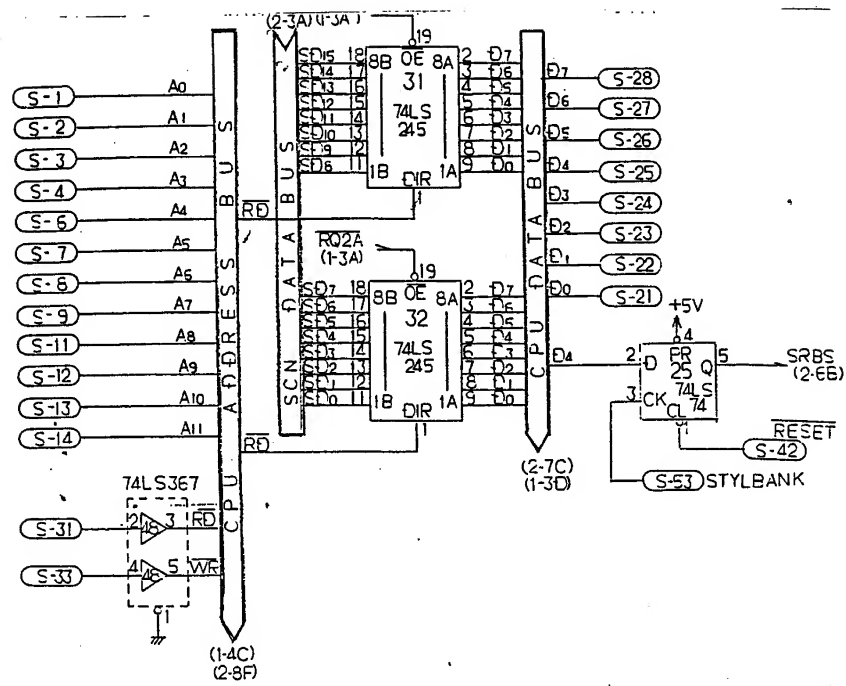 (2-3A) (1-3A)
S-1 A0
S-2 A1
S-3 A2
S-4 A3
S-6 A4
S-7 A5
S-8 A6
S-9 A7
S-11 A8
S-12 A9
S-13 A10
S-14 A11
74LS367
S-31 2 48 3 RD
S-33 4 48 5 WR
1
CPU ADDRESS BUS
(1-4C)
(2-8F)
RD
RD
SCN DATA BUS
19
OE
8B 8A
31
74LS
245
1B 1A
DIR
1
SD15 18 2 D7
SD14 17 3 D6
SD13 16 4 D5
SD12 15 5 D4
SD11 14 6 D3
SD10 13 7 D2
SD9 12 8 D1
SD8 11 9 D0
RQ2A
(1-3A)
19
OE
8B 8A
32
74LS
245
1B 1A
DIR
1
SD7 18 2 D7
SD6 17 3 D6
SD5 16 4 D5
SD4 15 5 D4
SD3 14 6 D3
SD2 13 7 D2
SD1 12 8 D1
SD0 11 9 D0
CPU DATA BUS
(2-7C)
(1-3D)
D7 S-28
D6 S-27
D5 S-26
D4 S-25
D3 S-24
D2 S-23
D1 S-22
D0 S-21
+5V
4
D4 2 D PR Q 5 SRBS
(2-6B)
25
74LS
74
3 CK CL
1
RESET
S-42
S-53 STYLBANK